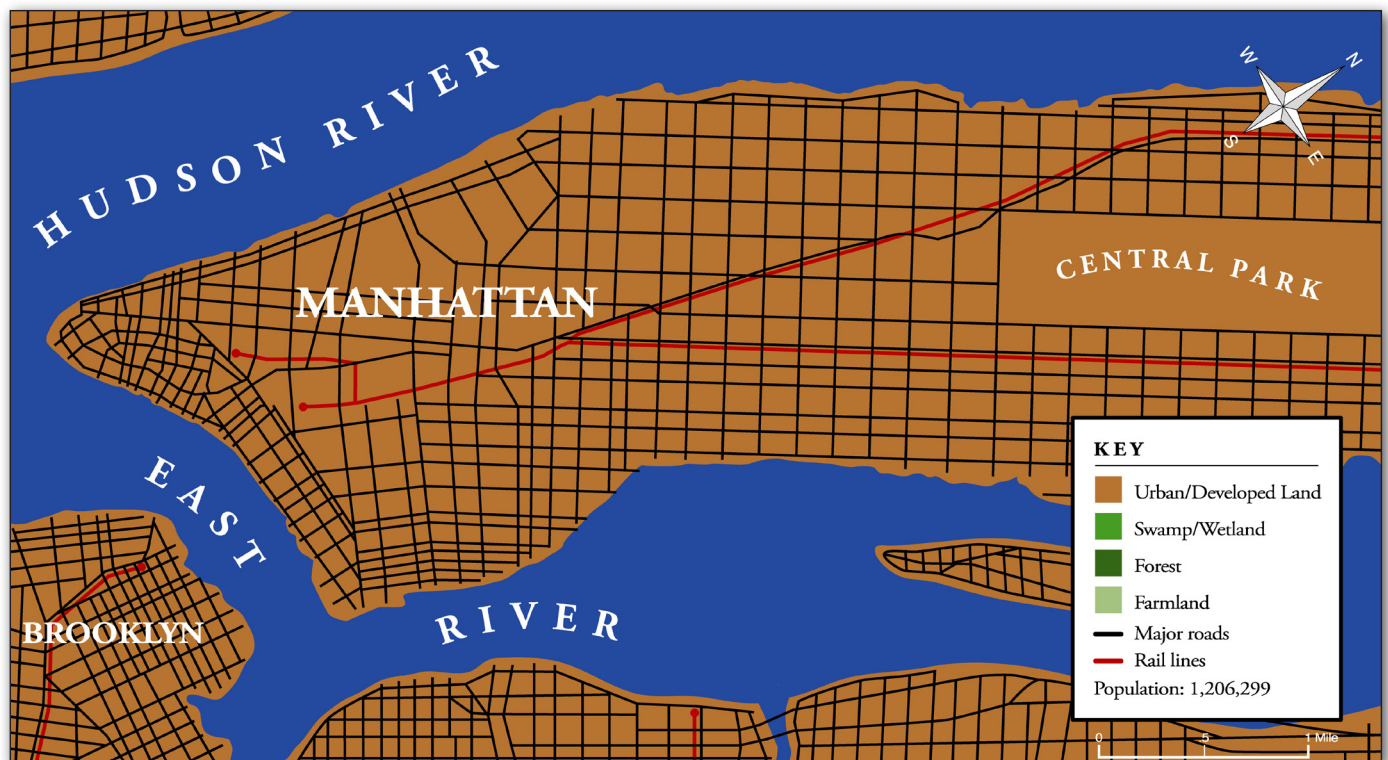 HUDSON RIVER
W
N
S
E
CENTRAL PARK
MANHATTAN
EAST
RIVER
BROOKLYN
KEY
Urban/Developed Land
Swamp/Wetland
Forest
Farmland
Major roads
Rail lines
Population: 1,206,299
0 .5 1 Mile